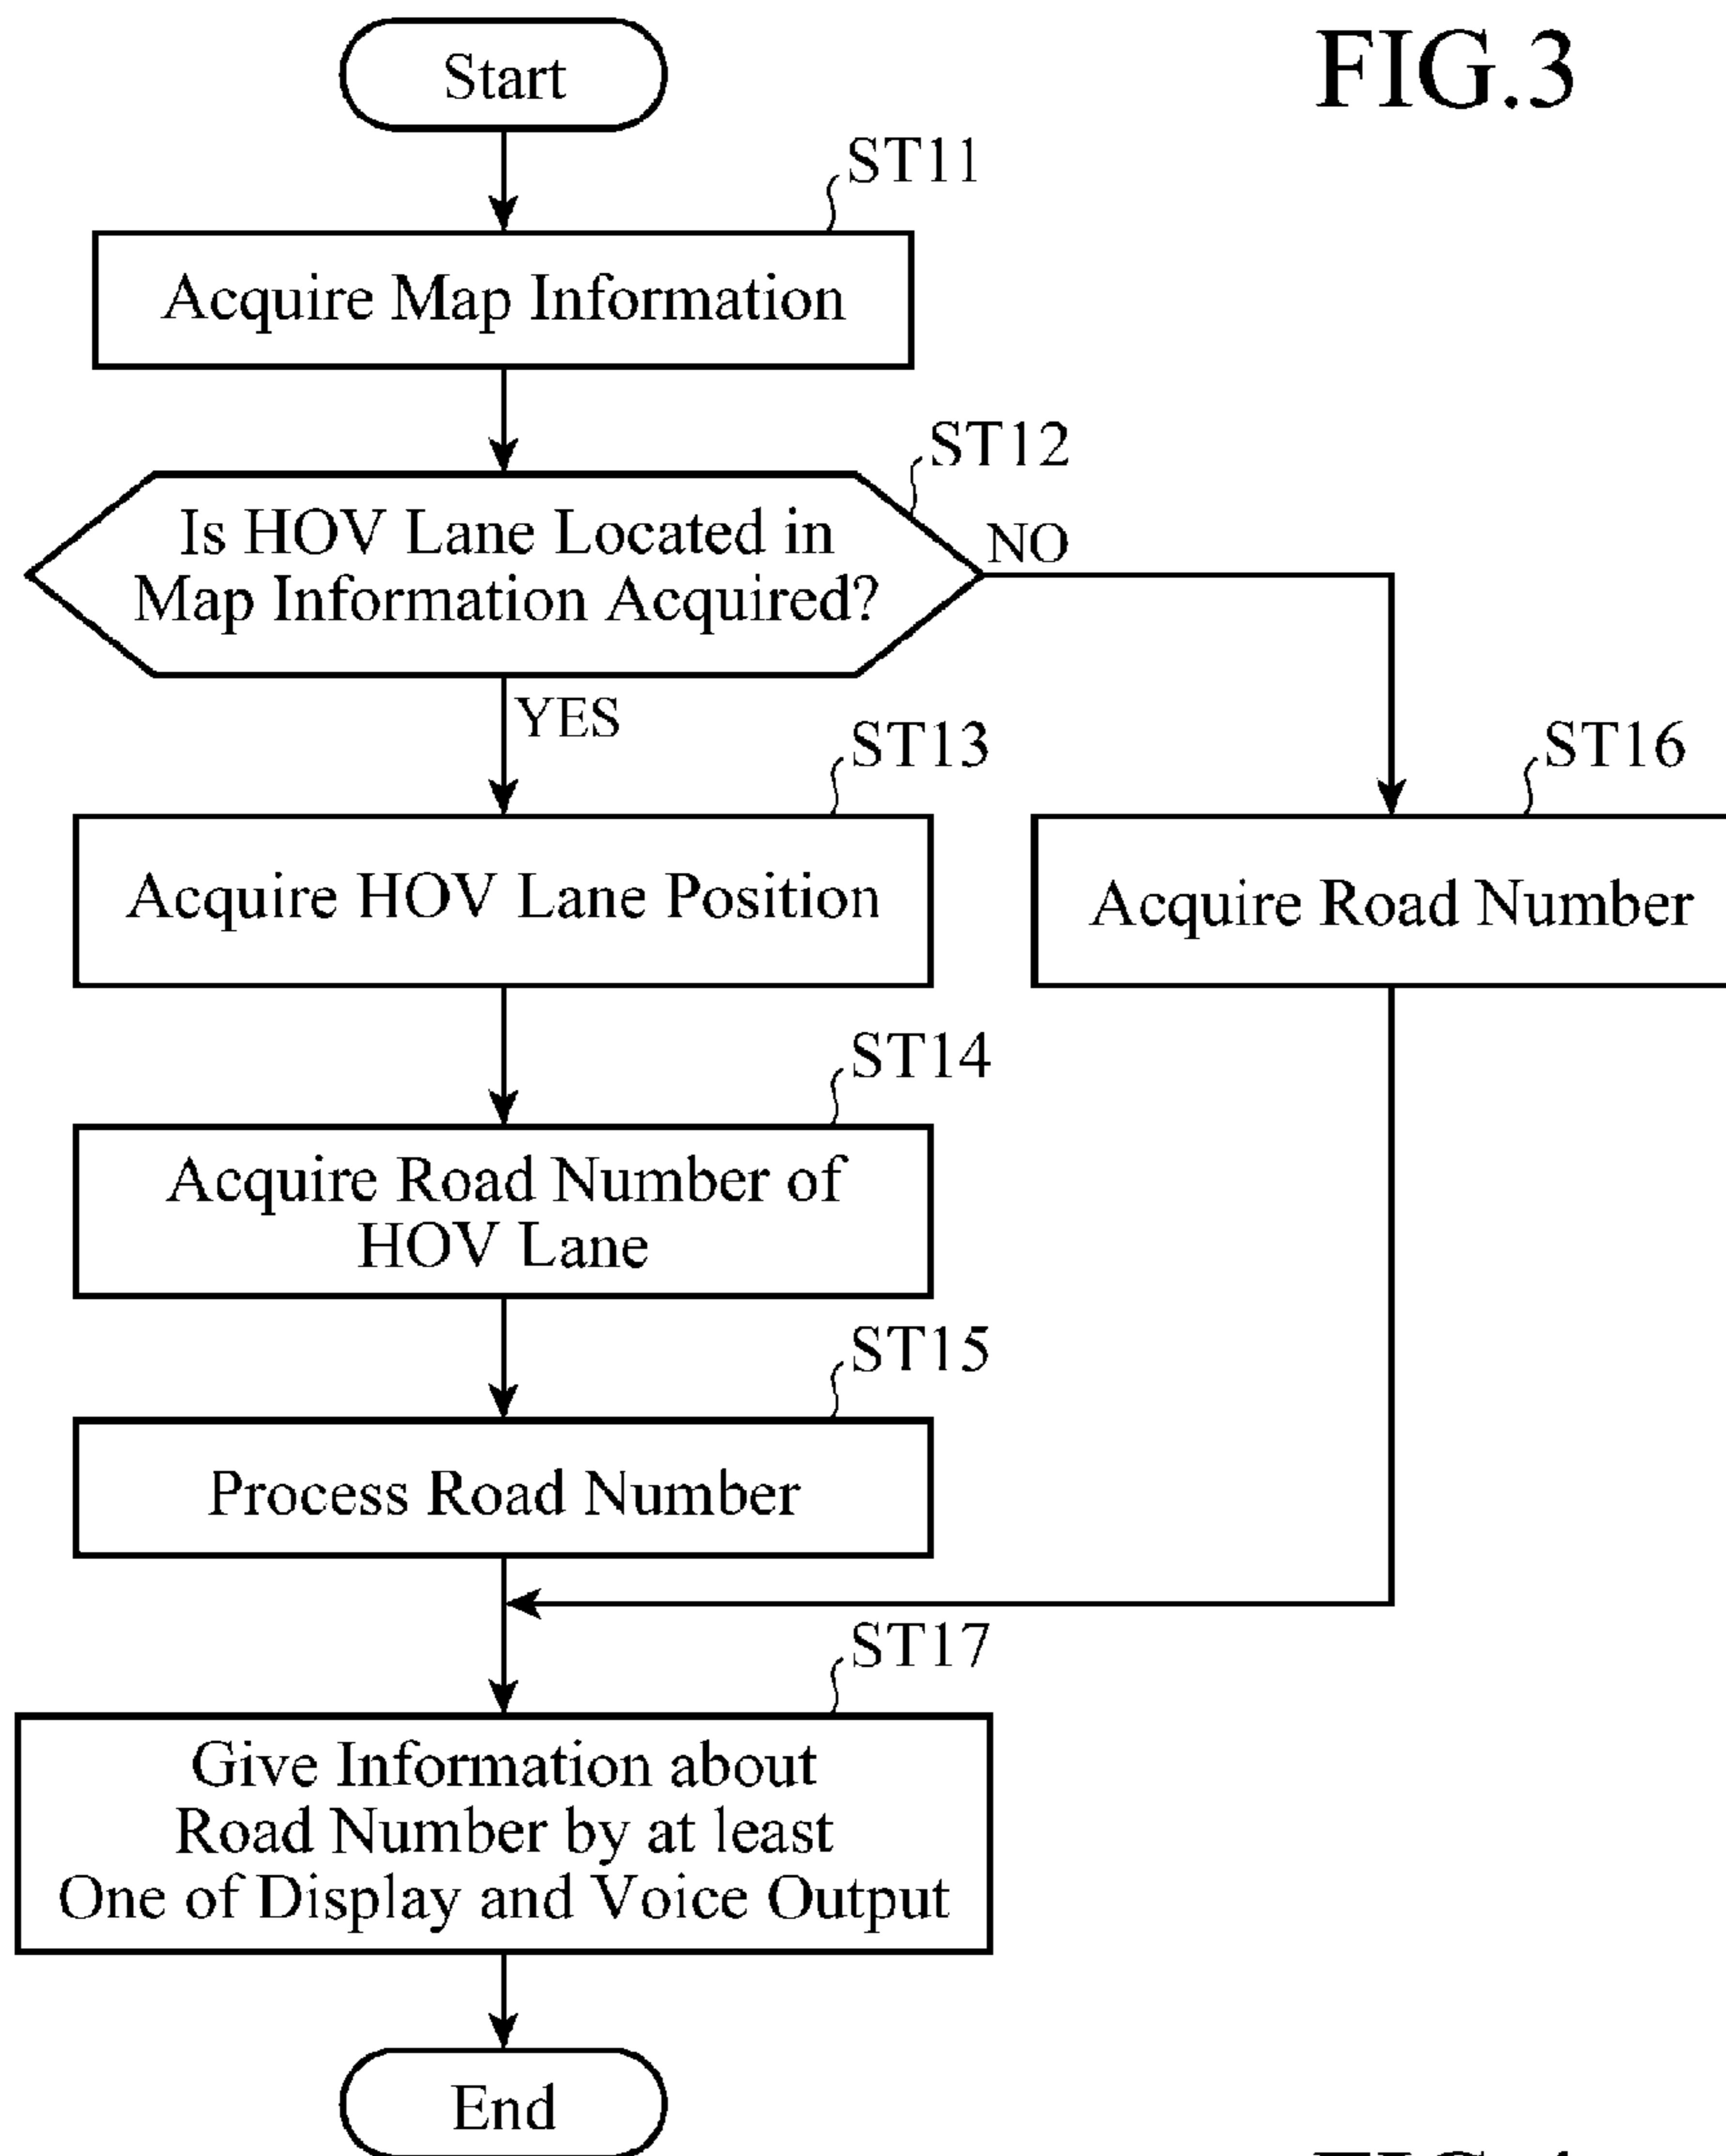 FIG.3
Start
ST11
Acquire Map Information
ST12
Is HOV Lane Located in
Map Information Acquired?
NO
YES
ST13
Acquire HOV Lane Position
ST16
Acquire Road Number
ST14
Acquire Road Number of
HOV Lane
ST15
Process Road Number
ST17
Give Information about
Road Number by at least
One of Display and Voice Output
End